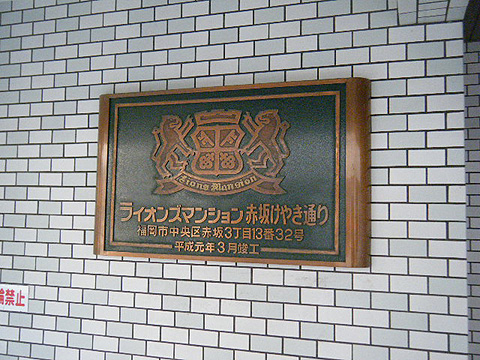 Lions Mansion
ライオンズマンション赤坂けやき通り
福岡市中央区赤坂3丁目13番32号
平成元年3月竣工
輪禁止